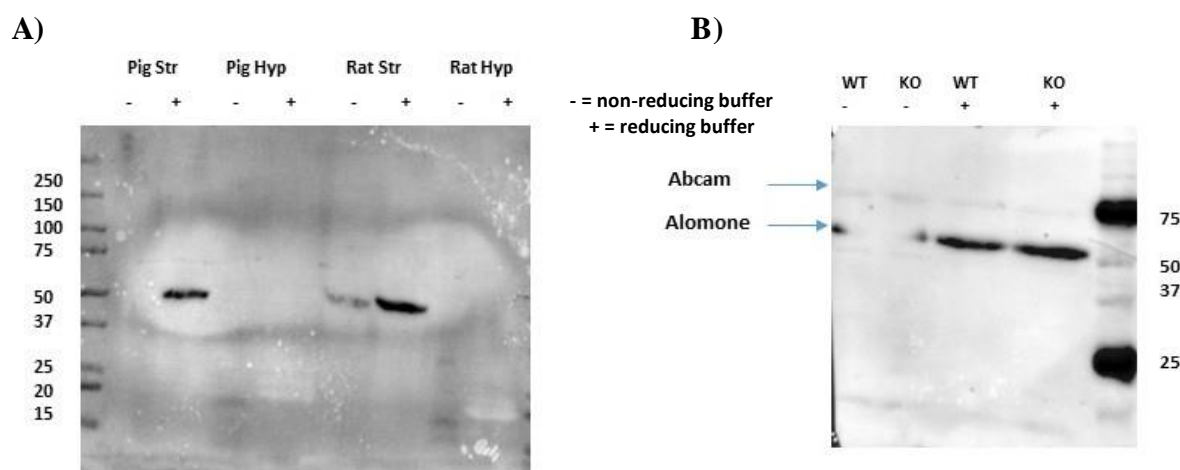 A)
Pig Str Pig Hyp Rat Str Rat Hyp
- + - + - + - +
250
150
100
75
50
37
25
20
15
- = non-reducing buffer
+ = reducing buffer
B)
WT KO WT KO
- - + +
Abcam
Alomone
75
50
37
25